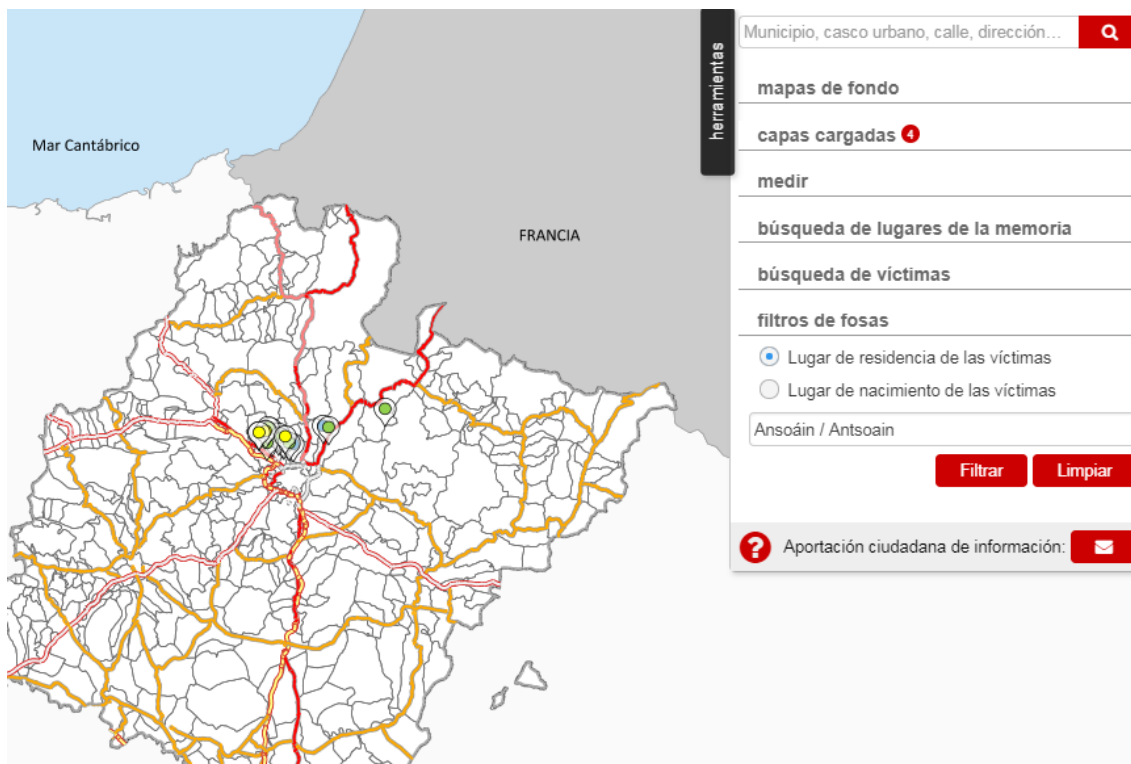 Mar Cantábrico
FRANCIA
herramientas
Municipio, casco urbano, calle, dirección...
mapas de fondo
capas cargadas 4
medir
búsqueda de lugares de la memoria
búsqueda de víctimas
filtros de fosas
Lugar de residencia de las víctimas
Lugar de nacimiento de las víctimas
Ansoáin / Antsoain
Filtrar Limpiar
? Aportación ciudadana de información: